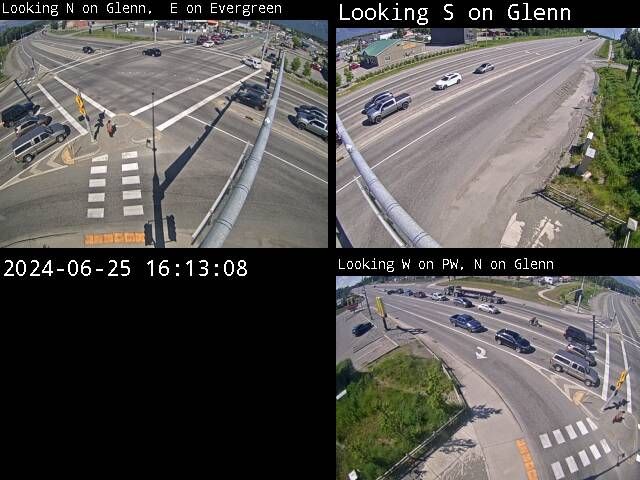 Looking N on Glenn,  E on Evergreen
Looking S on Glenn
2024-06-25 16:13:08
Looking W on PW, N on Glenn